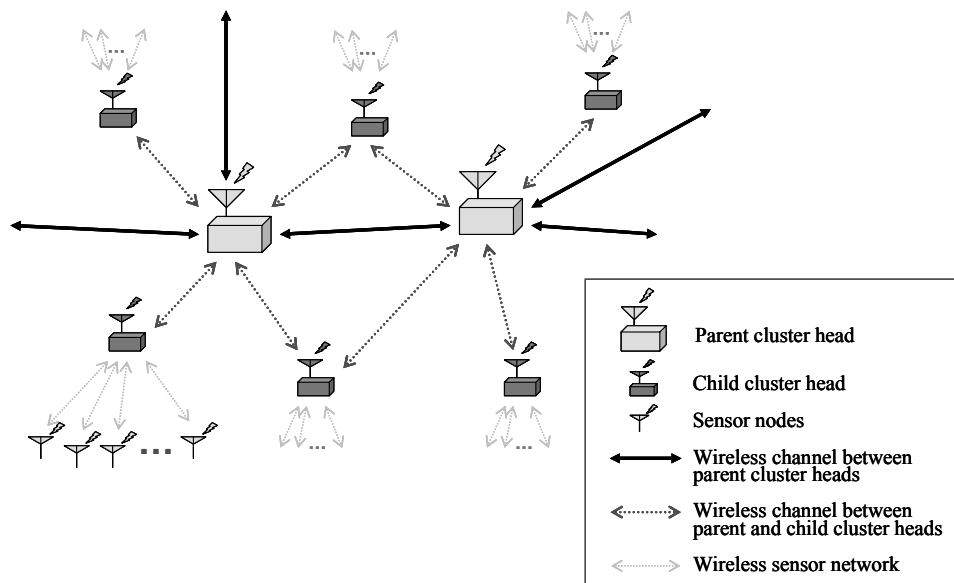 ...
...
...
Parent cluster head
Child cluster head
Sensor nodes
Wireless channel between
parent cluster heads
Wireless channel between
parent and child cluster heads
Wireless sensor network
...
...
...